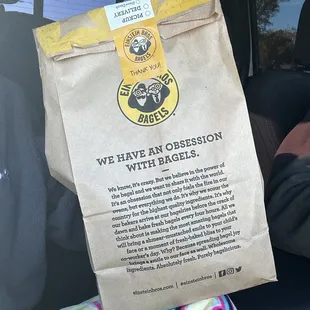 PICKUP
DELIVERY
EINSTEIN BROS
THANK YOU!
EINSTEIN BROS
BAGELS
WE HAVE AN OBSESSION
WITH BAGELS.
We know, it's crazy. But we believe in the power of
the bagel and we want to share it with the world.
It's an obsession that not only fuels the fire in our
ovens, but everything we do. It's why we scour the
country for the highest quality ingredients. It's why
our bakers arrive at our bagelries before the crack of
dawn and bake fresh bagels every four hours. All we
think about is making the most amazing bagels that
will bring a shmear-smothered smile to your
face or a moment of fresh-baked bliss to your
co-worker's day. Why? Because spreading bagel joy
brings a smile to our face as well. Wholesome
ingredients. Absolutely fresh. Purely bagelicious.
einsteinbros.com | @einsteinbros |